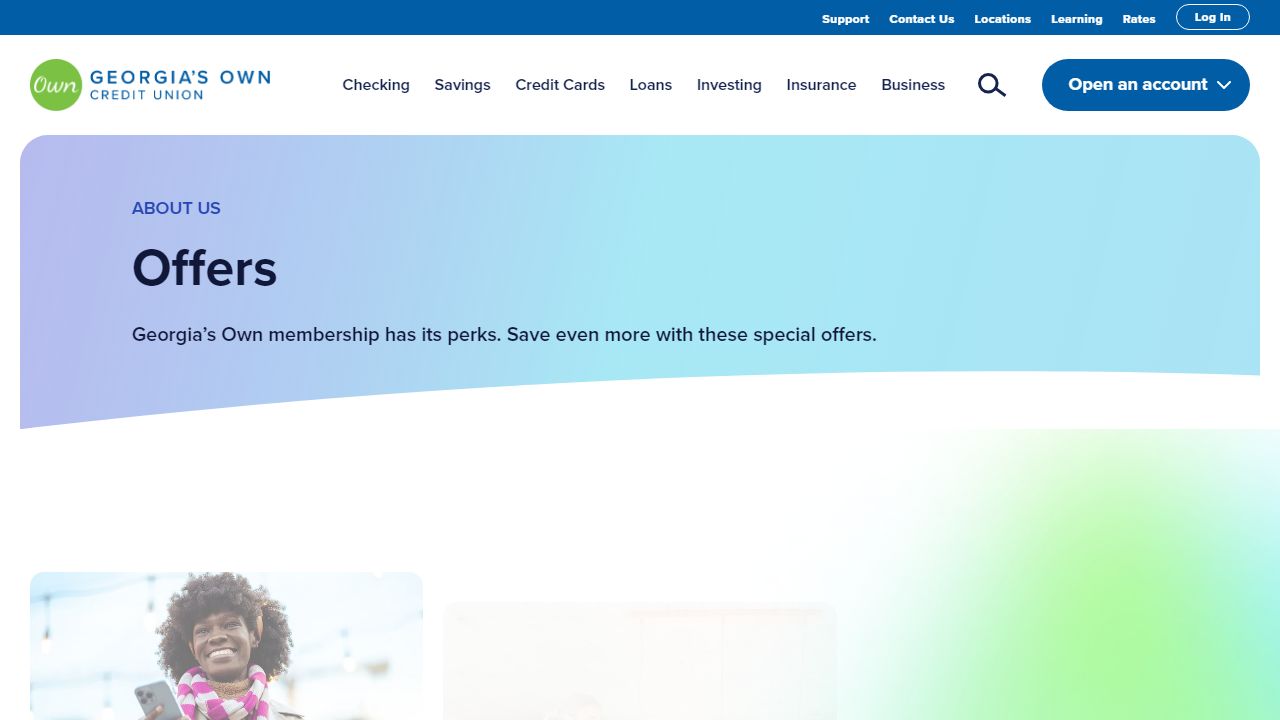 Support Contact Us Locations Learning Rates Log In
Own GEORGIA'S OWN
CREDIT UNION
Checking Savings Credit Cards Loans Investing Insurance Business Open an account
ABOUT US
Offers
Georgia’s Own membership has its perks. Save even more with these special offers.